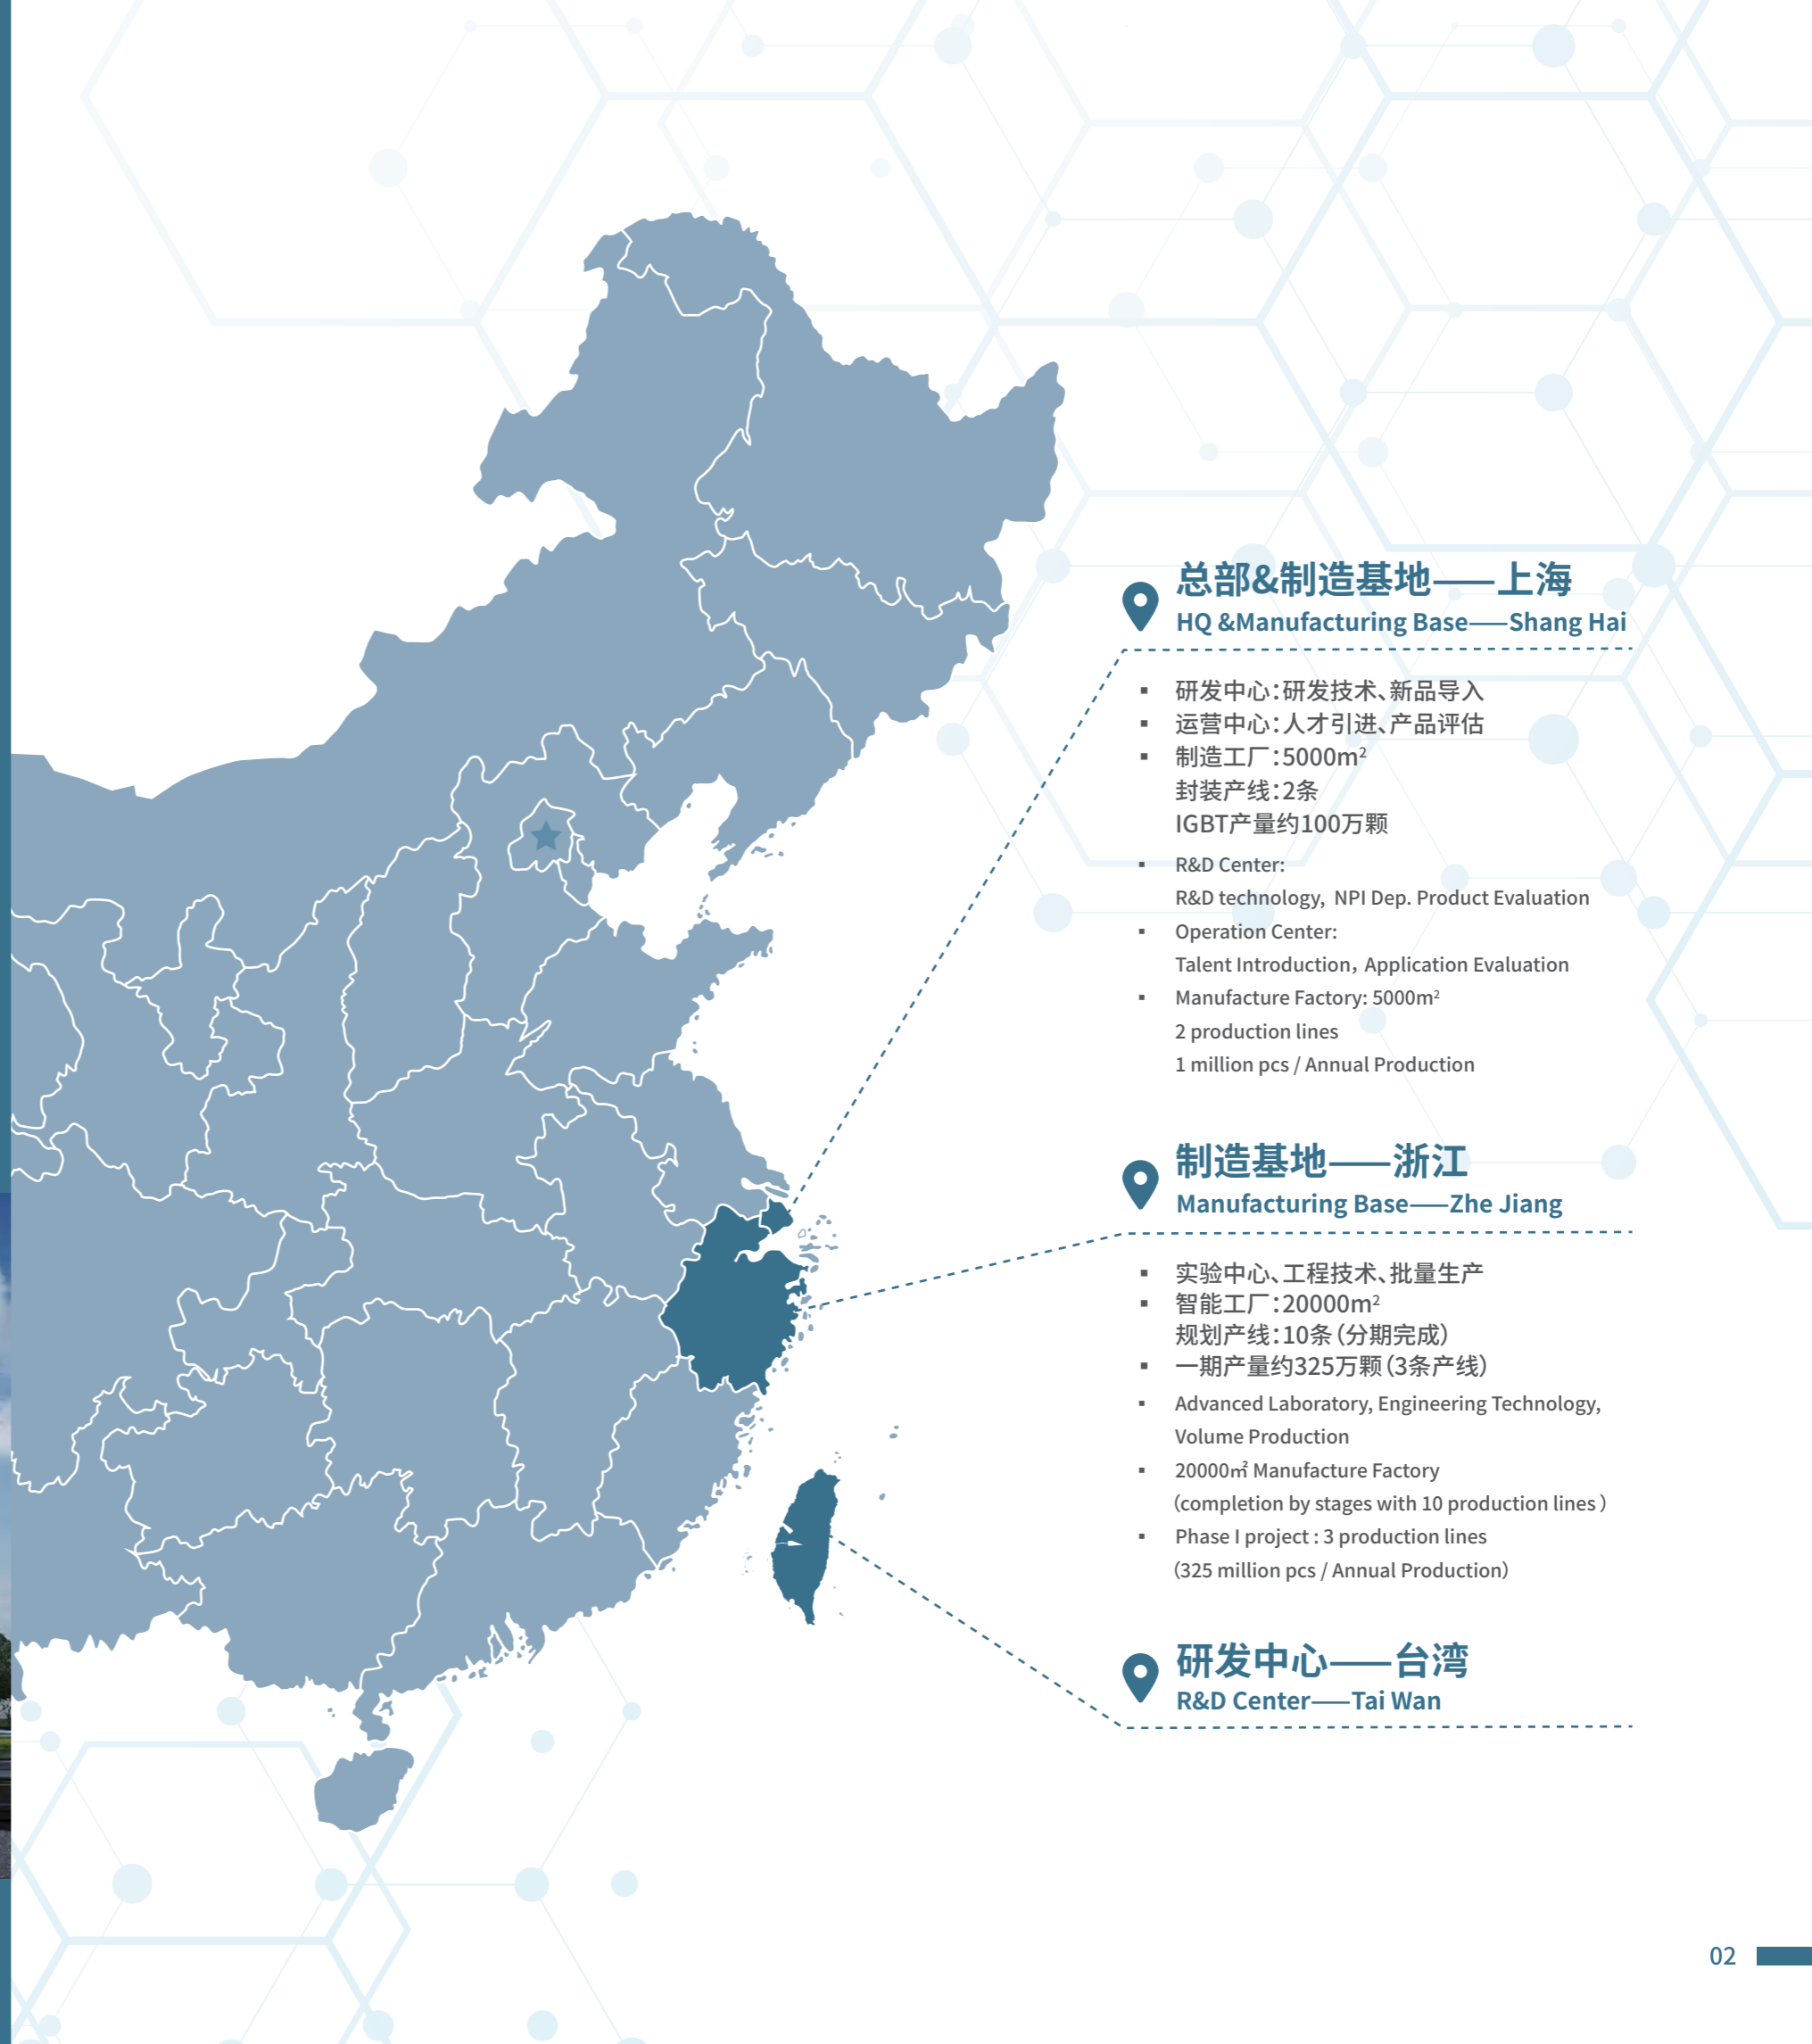 总部&制造基地——上海
HQ &Manufacturing Base——Shang Hai
▪ 研发中心：研发技术、新品导入
▪ 运营中心：人才引进、产品评估
▪ 制造工厂：5000m²
封装产线：2条
IGBT产量约100万颗
▪ R&D Center:
R&D technology, NPI Dep. Product Evaluation
▪ Operation Center:
Talent Introduction, Application Evaluation
▪ Manufacture Factory: 5000m²
2 production lines
1 million pcs / Annual Production
制造基地——浙江
Manufacturing Base——Zhe Jiang
▪ 实验中心、工程技术、批量生产
▪ 智能工厂：20000m²
规划产线：10条（分期完成）
▪ 一期产量约325万颗（3条产线）
▪ Advanced Laboratory, Engineering Technology,
Volume Production
▪ 20000㎡ Manufacture Factory
（completion by stages with 10 production lines）
▪ Phase I project : 3 production lines
（325 million pcs / Annual Production）
研发中心——台湾
R&D Center——Tai Wan
02